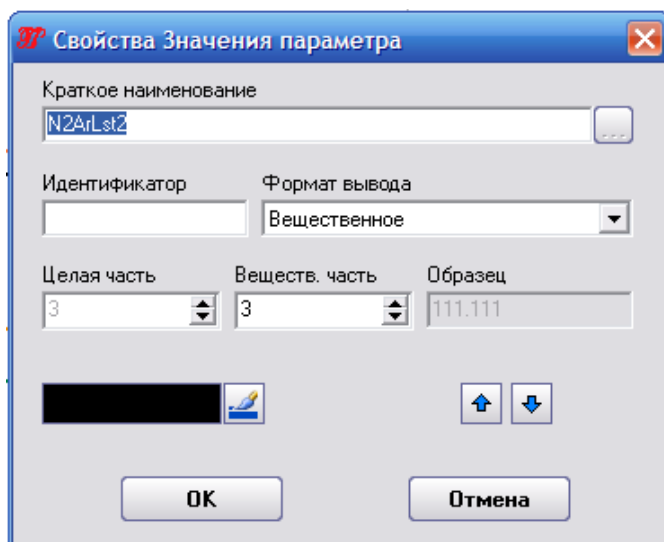 Свойства Значения параметра
Краткое наименование
N2ArLst2
...
Идентификатор Формат вывода
Вещественное
Целая часть Веществ. часть Образец
3 3 111.111
OK Отмена